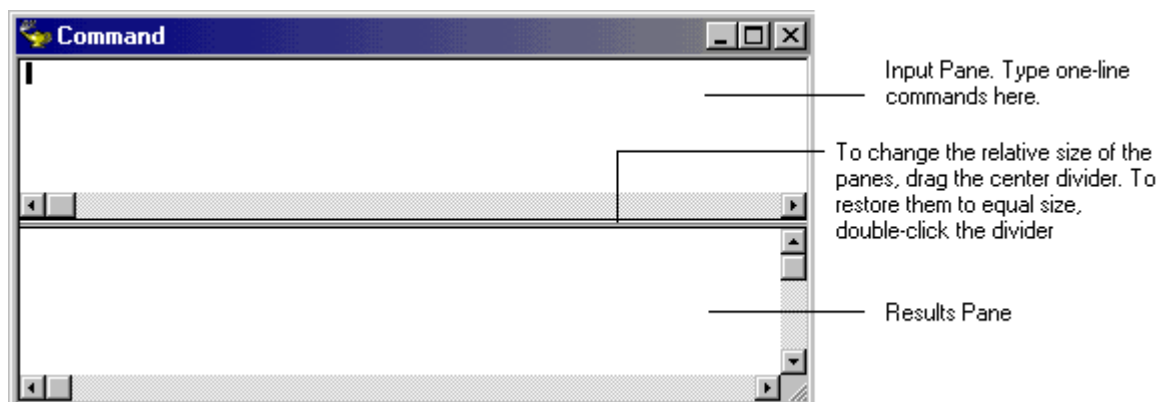 Command
Input Pane. Type one-line
commands here.
To change the relative size of the
panes, drag the center divider. To
restore them to equal size,
double-click the divider
Results Pane